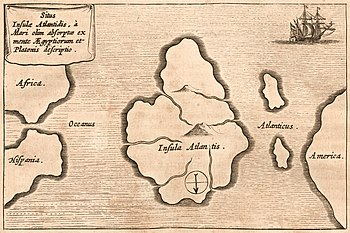 Situs
Insulæ Atlantidis, à
Mari olim absorptæ ex
mente Ægyptiorum et
Platonis descriptio.
Africa.
Oceanus
Atlanticus.
Hispania.
Insula Atlantis.
America.